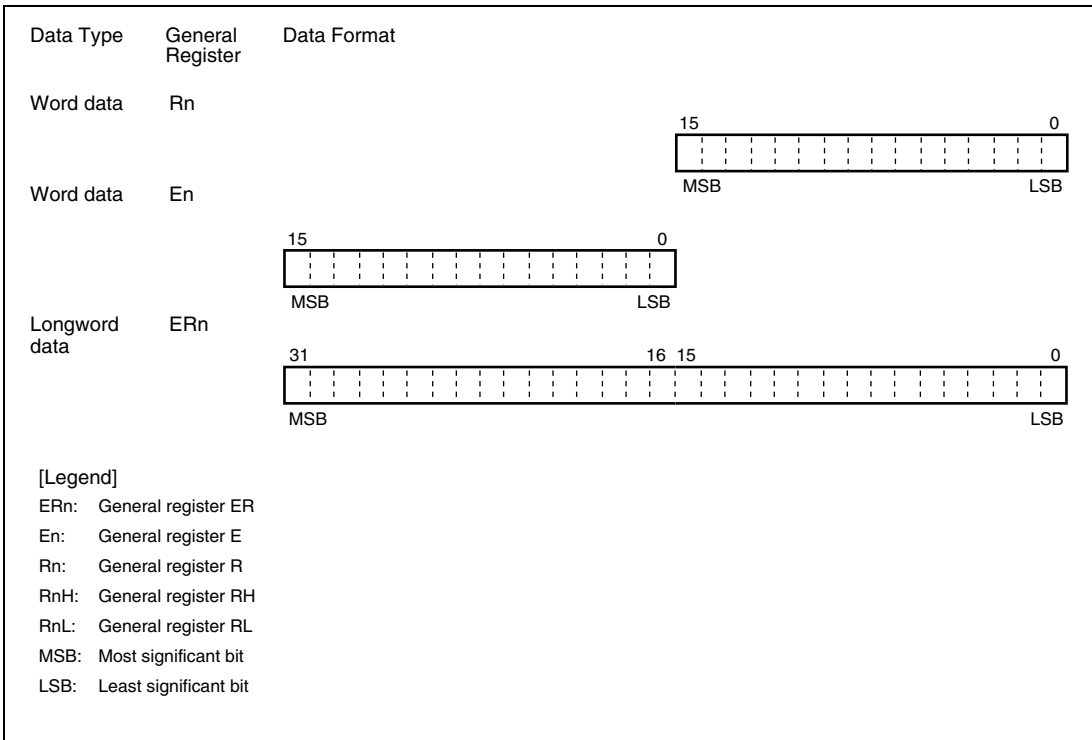 Data Type General Register Data Format
Word data Rn
15 0
MSB LSB
Word data En
15 0
MSB LSB
Longword data ERn
31 16 15 0
MSB LSB
[Legend]
ERn: General register ER
En: General register E
Rn: General register R
RnH: General register RH
RnL: General register RL
MSB: Most significant bit
LSB: Least significant bit